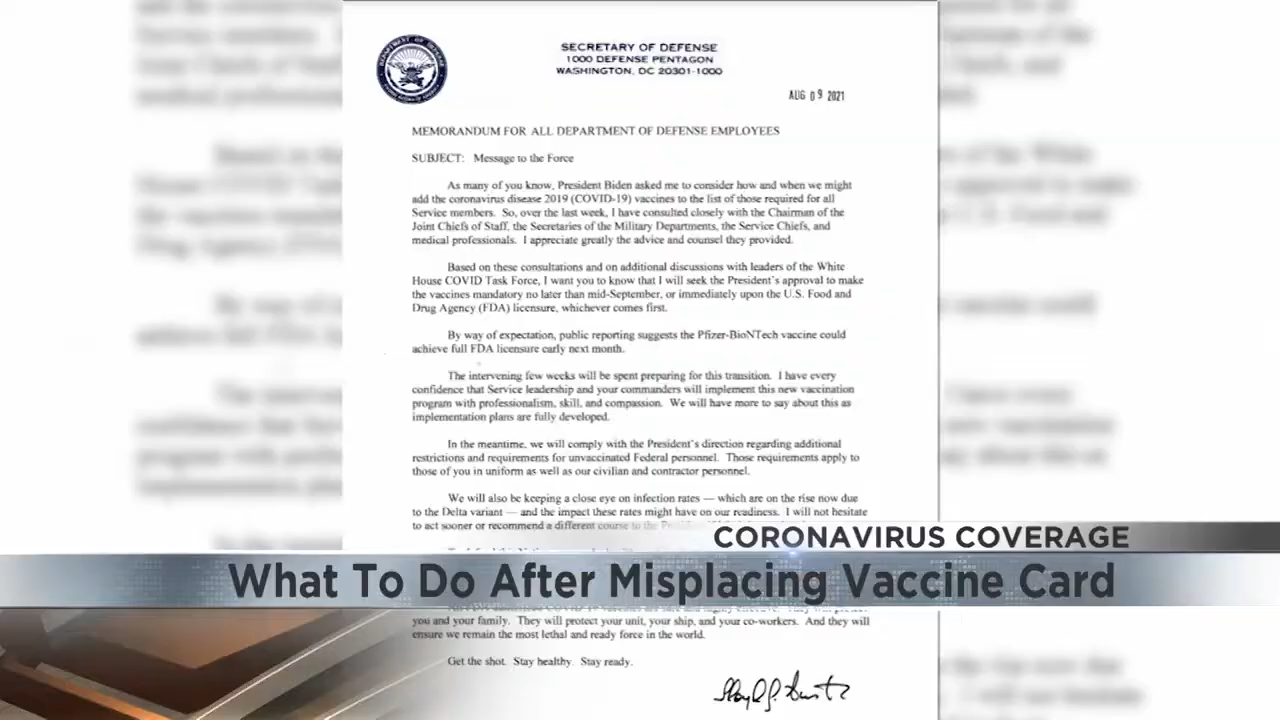 SECRETARY OF DEFENSE
1000 DEFENSE PENTAGON
WASHINGTON, DC 20301-1000
AUG 09 2021
MEMORANDUM FOR ALL DEPARTMENT OF DEFENSE EMPLOYEES
SUBJECT: Message to the Force
As many of you know, President Biden asked me to consider how and when we might
add the coronavirus disease 2019 (COVID-19) vaccines to the list of those required for all
Service members. So, over the last week, I have consulted closely with the Chairman of the
Joint Chiefs of Staff, the Secretaries of the Military Departments, the Service Chiefs, and
medical professionals. I appreciate greatly the advice and counsel they provided.
Based on these consultations and on additional discussions with leaders of the White
House COVID Task Force, I want you to know that I will seek the President's approval to make
the vaccines mandatory no later than mid-September, or immediately upon the U.S. Food and
Drug Agency (FDA) licensure, whichever comes first.
By way of expectation, public reporting suggests the Pfizer-BioNTech vaccine could
achieve full FDA licensure early next month.
The intervening few weeks will be spent preparing for this transition. I have every
confidence that Service leadership and your commanders will implement this new vaccination
program with professionalism, skill, and compassion. We will have more to say about this as
implementation plans are fully developed.
In the meantime, we will comply with the President's direction regarding additional
restrictions and requirements for unvaccinated Federal personnel. Those requirements apply to
those of you in uniform as well as our civilian and contractor personnel.
We will also be keeping a close eye on infection rates — which are on the rise now due
to the Delta variant — and the impact these rates might have on our readiness. I will not hesitate
to act sooner or recommend a different course to the
CORONAVIRUS COVERAGE
What To Do After Misplacing Vaccine Card
you and your family. They will protect your unit, your ship, and your co-workers. And they will
ensure we remain the most lethal and ready force in the world.
Get the shot. Stay healthy. Stay ready.